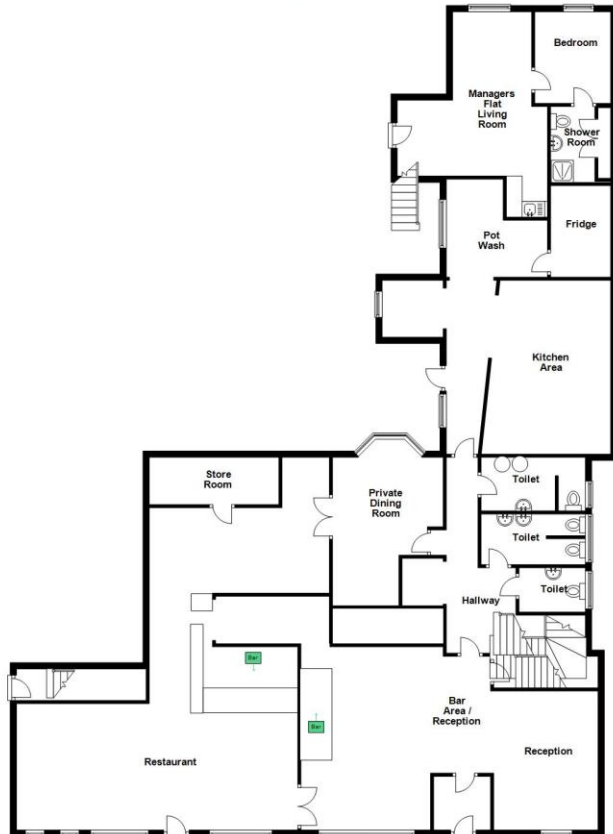 Bedroom
Managers
Flat
Living
Room
Shower
Room
Pot
Wash
Fridge
Kitchen
Area
Store
Room
Private
Dining
Room
Toilet
Toilet
Toilet
Hallway
Bar
Bar
Bar
Area /
Reception
Restaurant
Reception